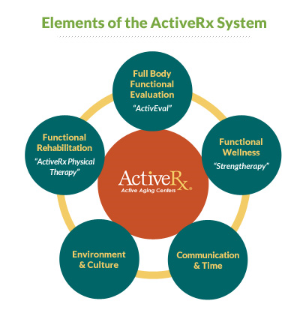 Elements of the ActiveRx System
Full Body
Functional
Evaluation
"ActivEval"
Functional
Rehabilitation
"ActiveRx Physical
Therapy"
Functional
Wellness
"Strengtherapy"
ActiveRx
Active Aging Centers
Environment
& Culture
Communication
& Time